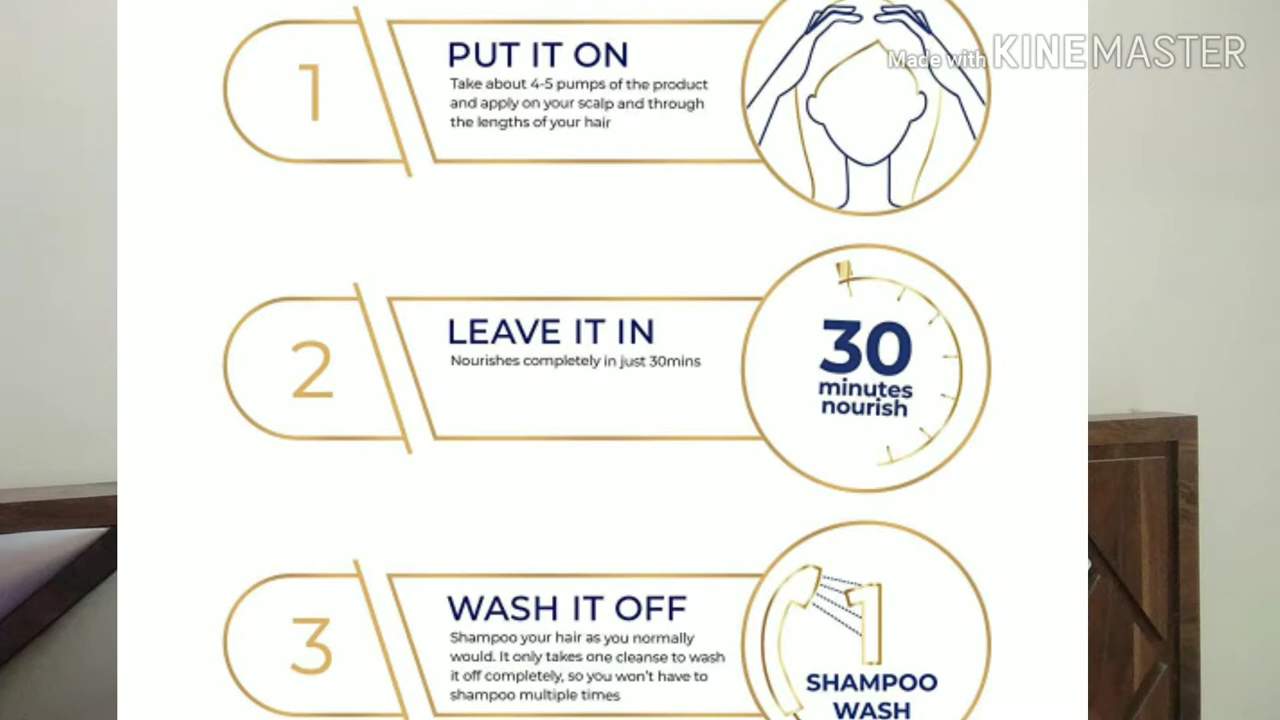 Made with KINEMASTER
1
PUT IT ON
Take about 4-5 pumps of the product
and apply on your scalp and through
the lengths of your hair
2
LEAVE IT IN
Nourishes completely in just 30mins
30
minutes
nourish
3
WASH IT OFF
Shampoo your hair as you normally
would. It only takes one cleanse to wash
it off completely, so you won't have to
shampoo multiple times
1
SHAMPOO
WASH